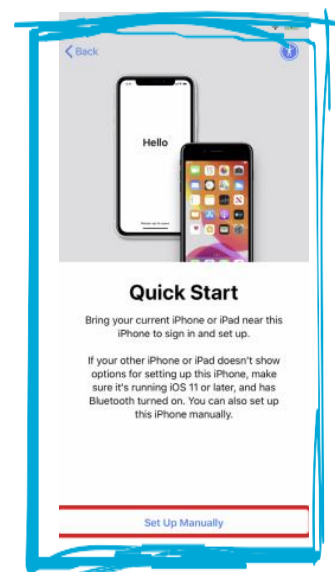 Back
Hello
Quick Start
Bring your current iPhone or iPad near this
iPhone to sign in and set up.
If your other iPhone or iPad doesn't show
options for setting up this iPhone, make
sure it's running iOS 11 or later, and has
Bluetooth turned on. You can also set up
this iPhone manually.
Set Up Manually